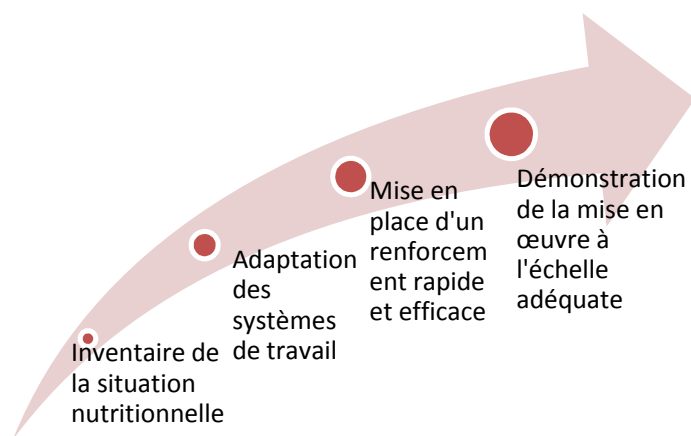 Inventaire de
la situation
nutritionnelle
Adaptation
des
systèmes
de travail
Mise en
place d'un
renforcem
ent rapide
et efficace
Démonstration
de la mise en
œuvre à
l'échelle
adéquate